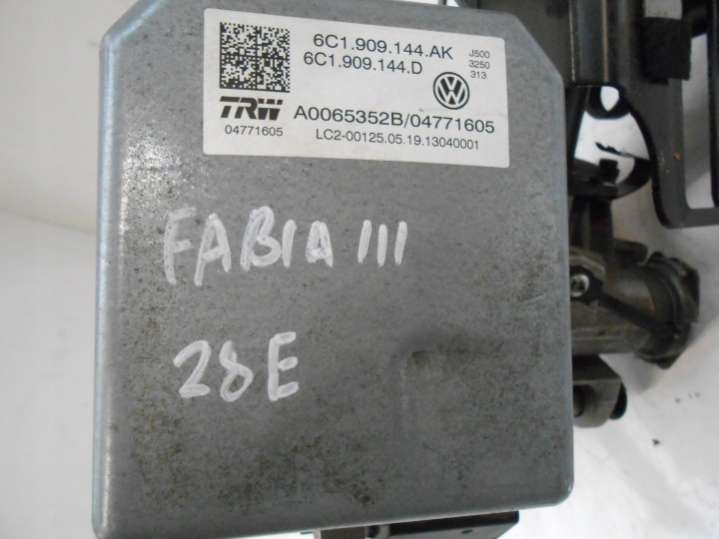 6C1.909.144.AK J500
6C1.909.144.D 3250
313
TRW A0065352B/04771605
04771605 LC2-00125.05.19.13040001
FABIA III
28E